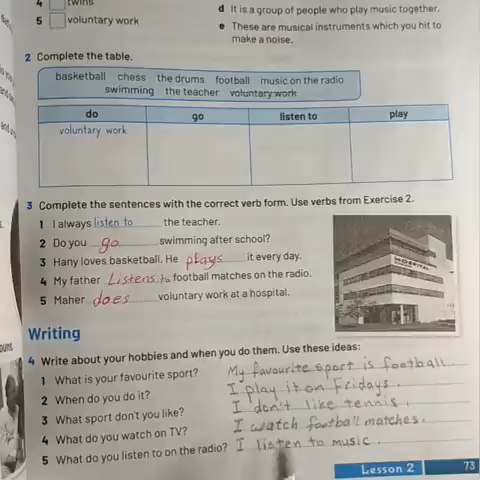 4 twins
5 voluntary work
d It is a group of people who play music together.
e These are musical instruments which you hit to
make a noise.
2 Complete the table.
basketball chess the drums football music on the radio
swimming the teacher voluntary work
do go listen to play
voluntary work
3 Complete the sentences with the correct verb form. Use verbs from Exercise 2.
1 I always listen to the teacher.
2 Do you go swimming after school?
3 Hany loves basketball. He plays it every day.
4 My father Listens to football matches on the radio.
5 Maher does voluntary work at a hospital.
HOSPITAL
Writing
4 Write about your hobbies and when you do them. Use these ideas:
1 What is your favourite sport? My favourite sport is football.
2 When do you do it? I play it on Fridays.
3 What sport don't you like? I don't like tennis.
4 What do you watch on TV? I watch football matches.
5 What do you listen to on the radio? I listen to music.
Lesson 2 73